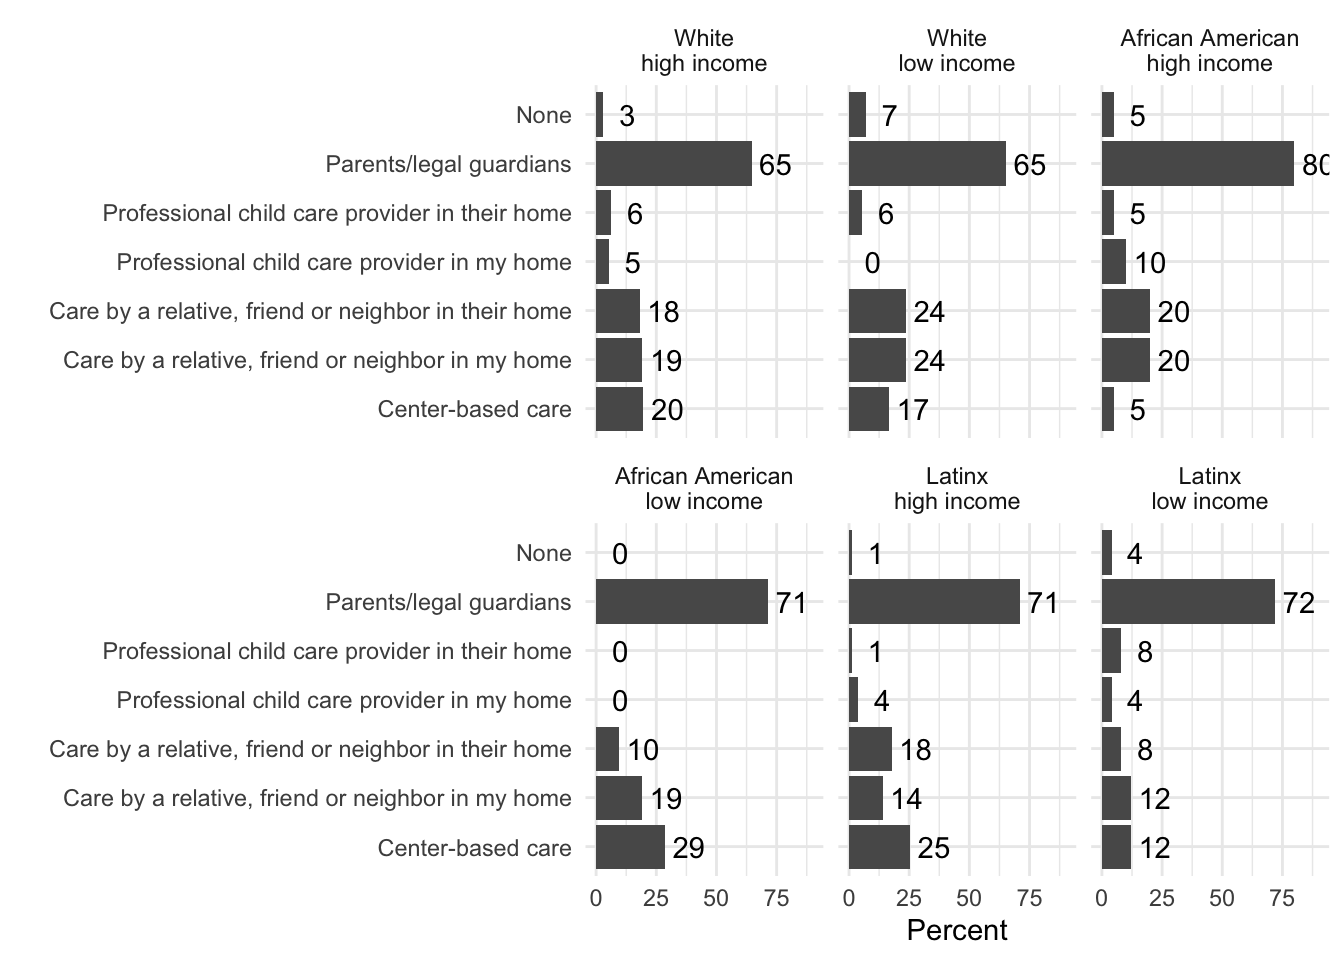 White
high income
White
low income
African American
high income
None 3 7 5
Parents/legal guardians 65 65 80
Professional child care provider in their home 6 6 5
Professional child care provider in my home 5 0 10
Care by a relative, friend or neighbor in their home 18 24 20
Care by a relative, friend or neighbor in my home 19 24 20
Center-based care 20 17 5
African American
low income
Latinx
high income
Latinx
low income
None 0 1 4
Parents/legal guardians 71 71 72
Professional child care provider in their home 0 1 8
Professional child care provider in my home 0 4 4
Care by a relative, friend or neighbor in their home 10 18 8
Care by a relative, friend or neighbor in my home 19 14 12
Center-based care 29 25 12
0 25 50 75 0 25 50 75 0 25 50 75
Percent